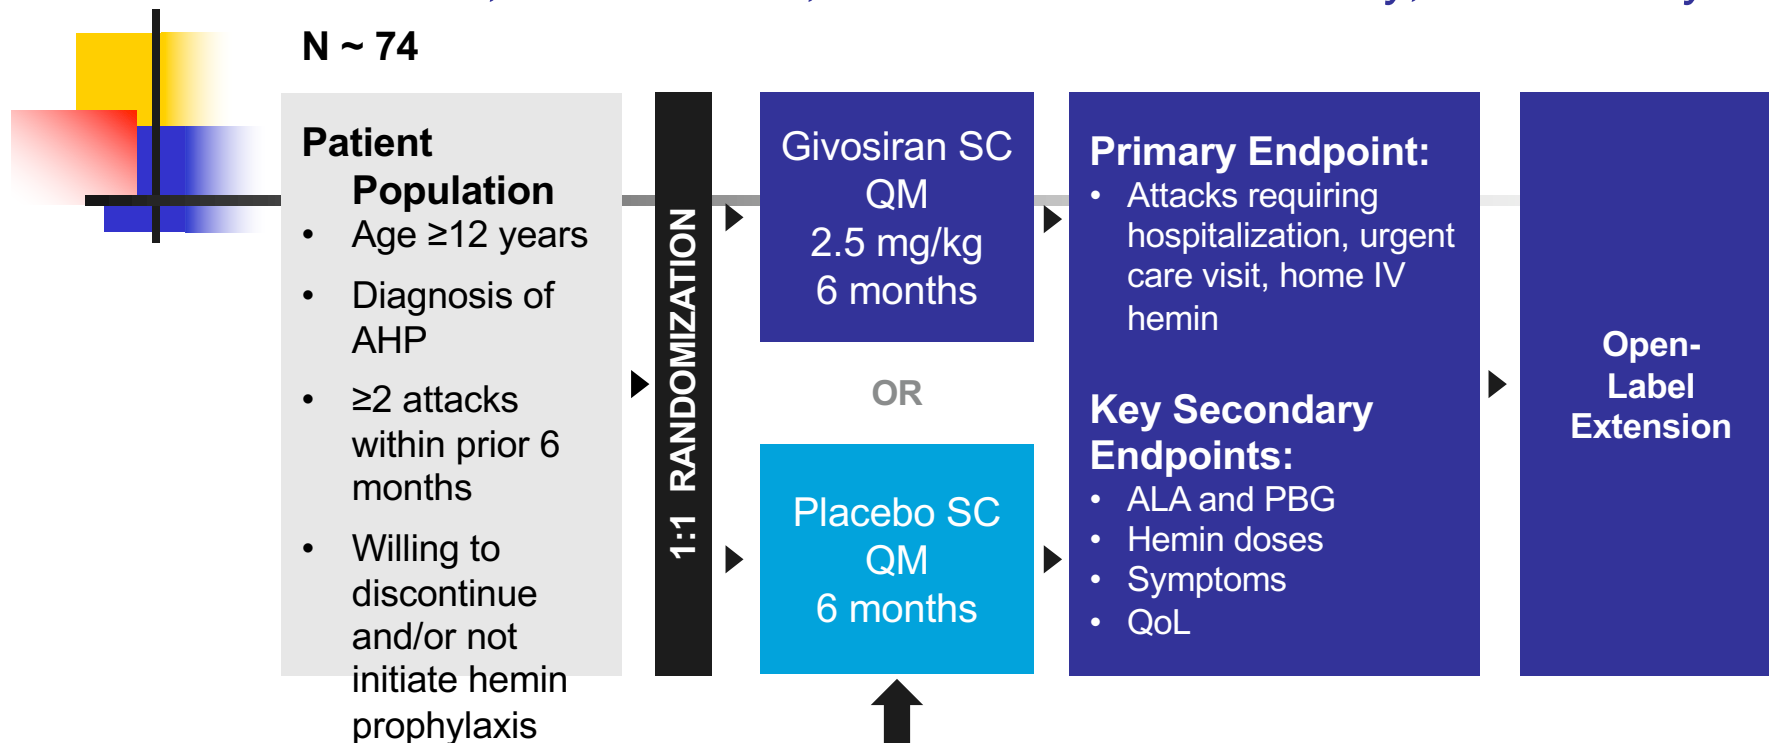 N ~ 74
Patient
Population
• Age ≥12 years
• Diagnosis of
AHP
• ≥2 attacks
within prior 6
months
• Willing to
discontinue
and/or not
initiate hemin
prophylaxis
1:1 RANDOMIZATION
Givosiran SC
QM
2.5 mg/kg
6 months
OR
Placebo SC
QM
6 months
Primary Endpoint:
• Attacks requiring
hospitalization, urgent
care visit, home IV
hemin
Key Secondary
Endpoints:
• ALA and PBG
• Hemin doses
• Symptoms
• QoL
Open-
Label
Extension